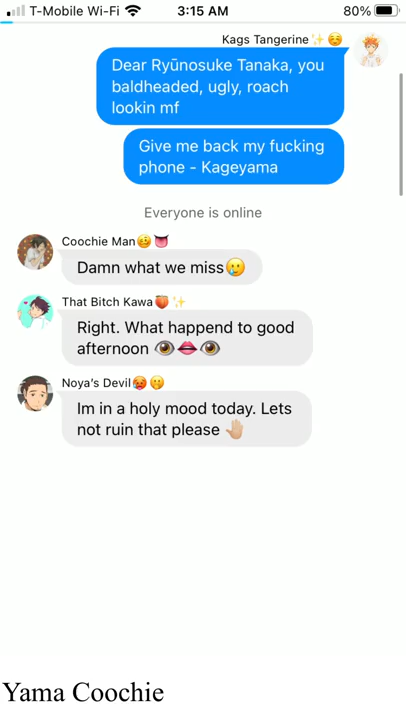 T-Mobile Wi-Fi 3:15 AM 80%
Kags Tangerine✨😌
Dear Ryūnosuke Tanaka, you
baldheaded, ugly, roach
lookin mf
Give me back my fucking
phone - Kageyama
Everyone is online
Coochie Man🥴👅
Damn what we miss🥲
That Bitch Kawa🍑✨
Right. What happend to good
afternoon 👁👄👁
Noya's Devil🥵🤫
Im in a holy mood today. Lets
not ruin that please 🤚🏼
Yama Coochie